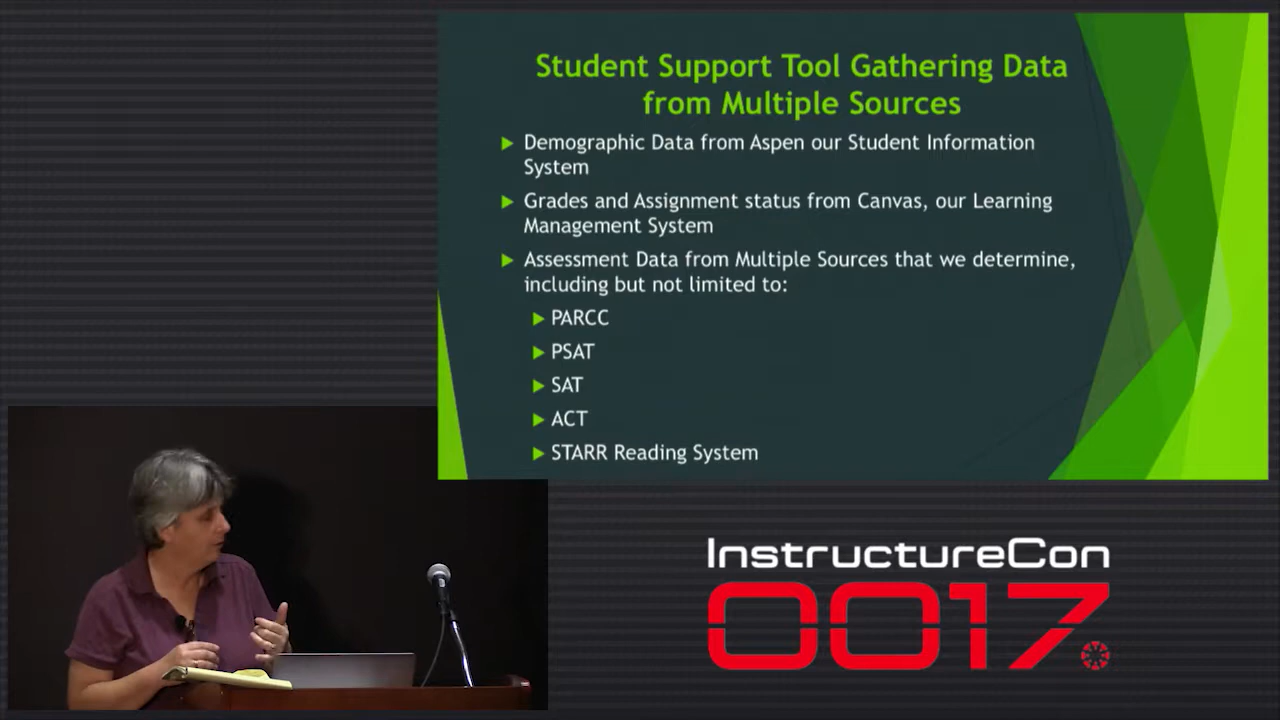 Student Support Tool Gathering Data
from Multiple Sources
Demographic Data from Aspen our Student Information
System
Grades and Assignment status from Canvas, our Learning
Management System
Assessment Data from Multiple Sources that we determine,
including but not limited to:
PARCC
PSAT
SAT
ACT
STARR Reading System
InstructureCon
0017